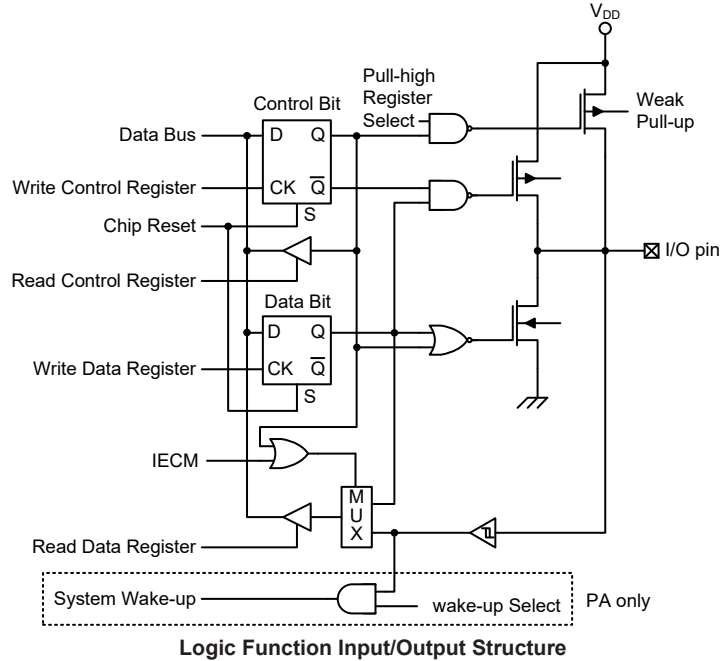 VDD
Pull-high
Register
Select
Weak
Pull-up
Control Bit
Data Bus
D
Q
Write Control Register
CK
Q
S
Chip Reset
I/O pin
Read Control Register
Data Bit
D
Q
Write Data Register
CK
Q
S
IECM
M
U
X
Read Data Register
System Wake-up
wake-up Select
PA only
Logic Function Input/Output Structure